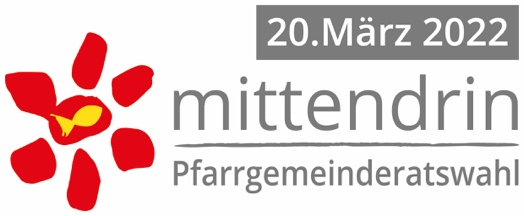 20.März 2022
mittendrin
Pfarrgemeinderatswahl